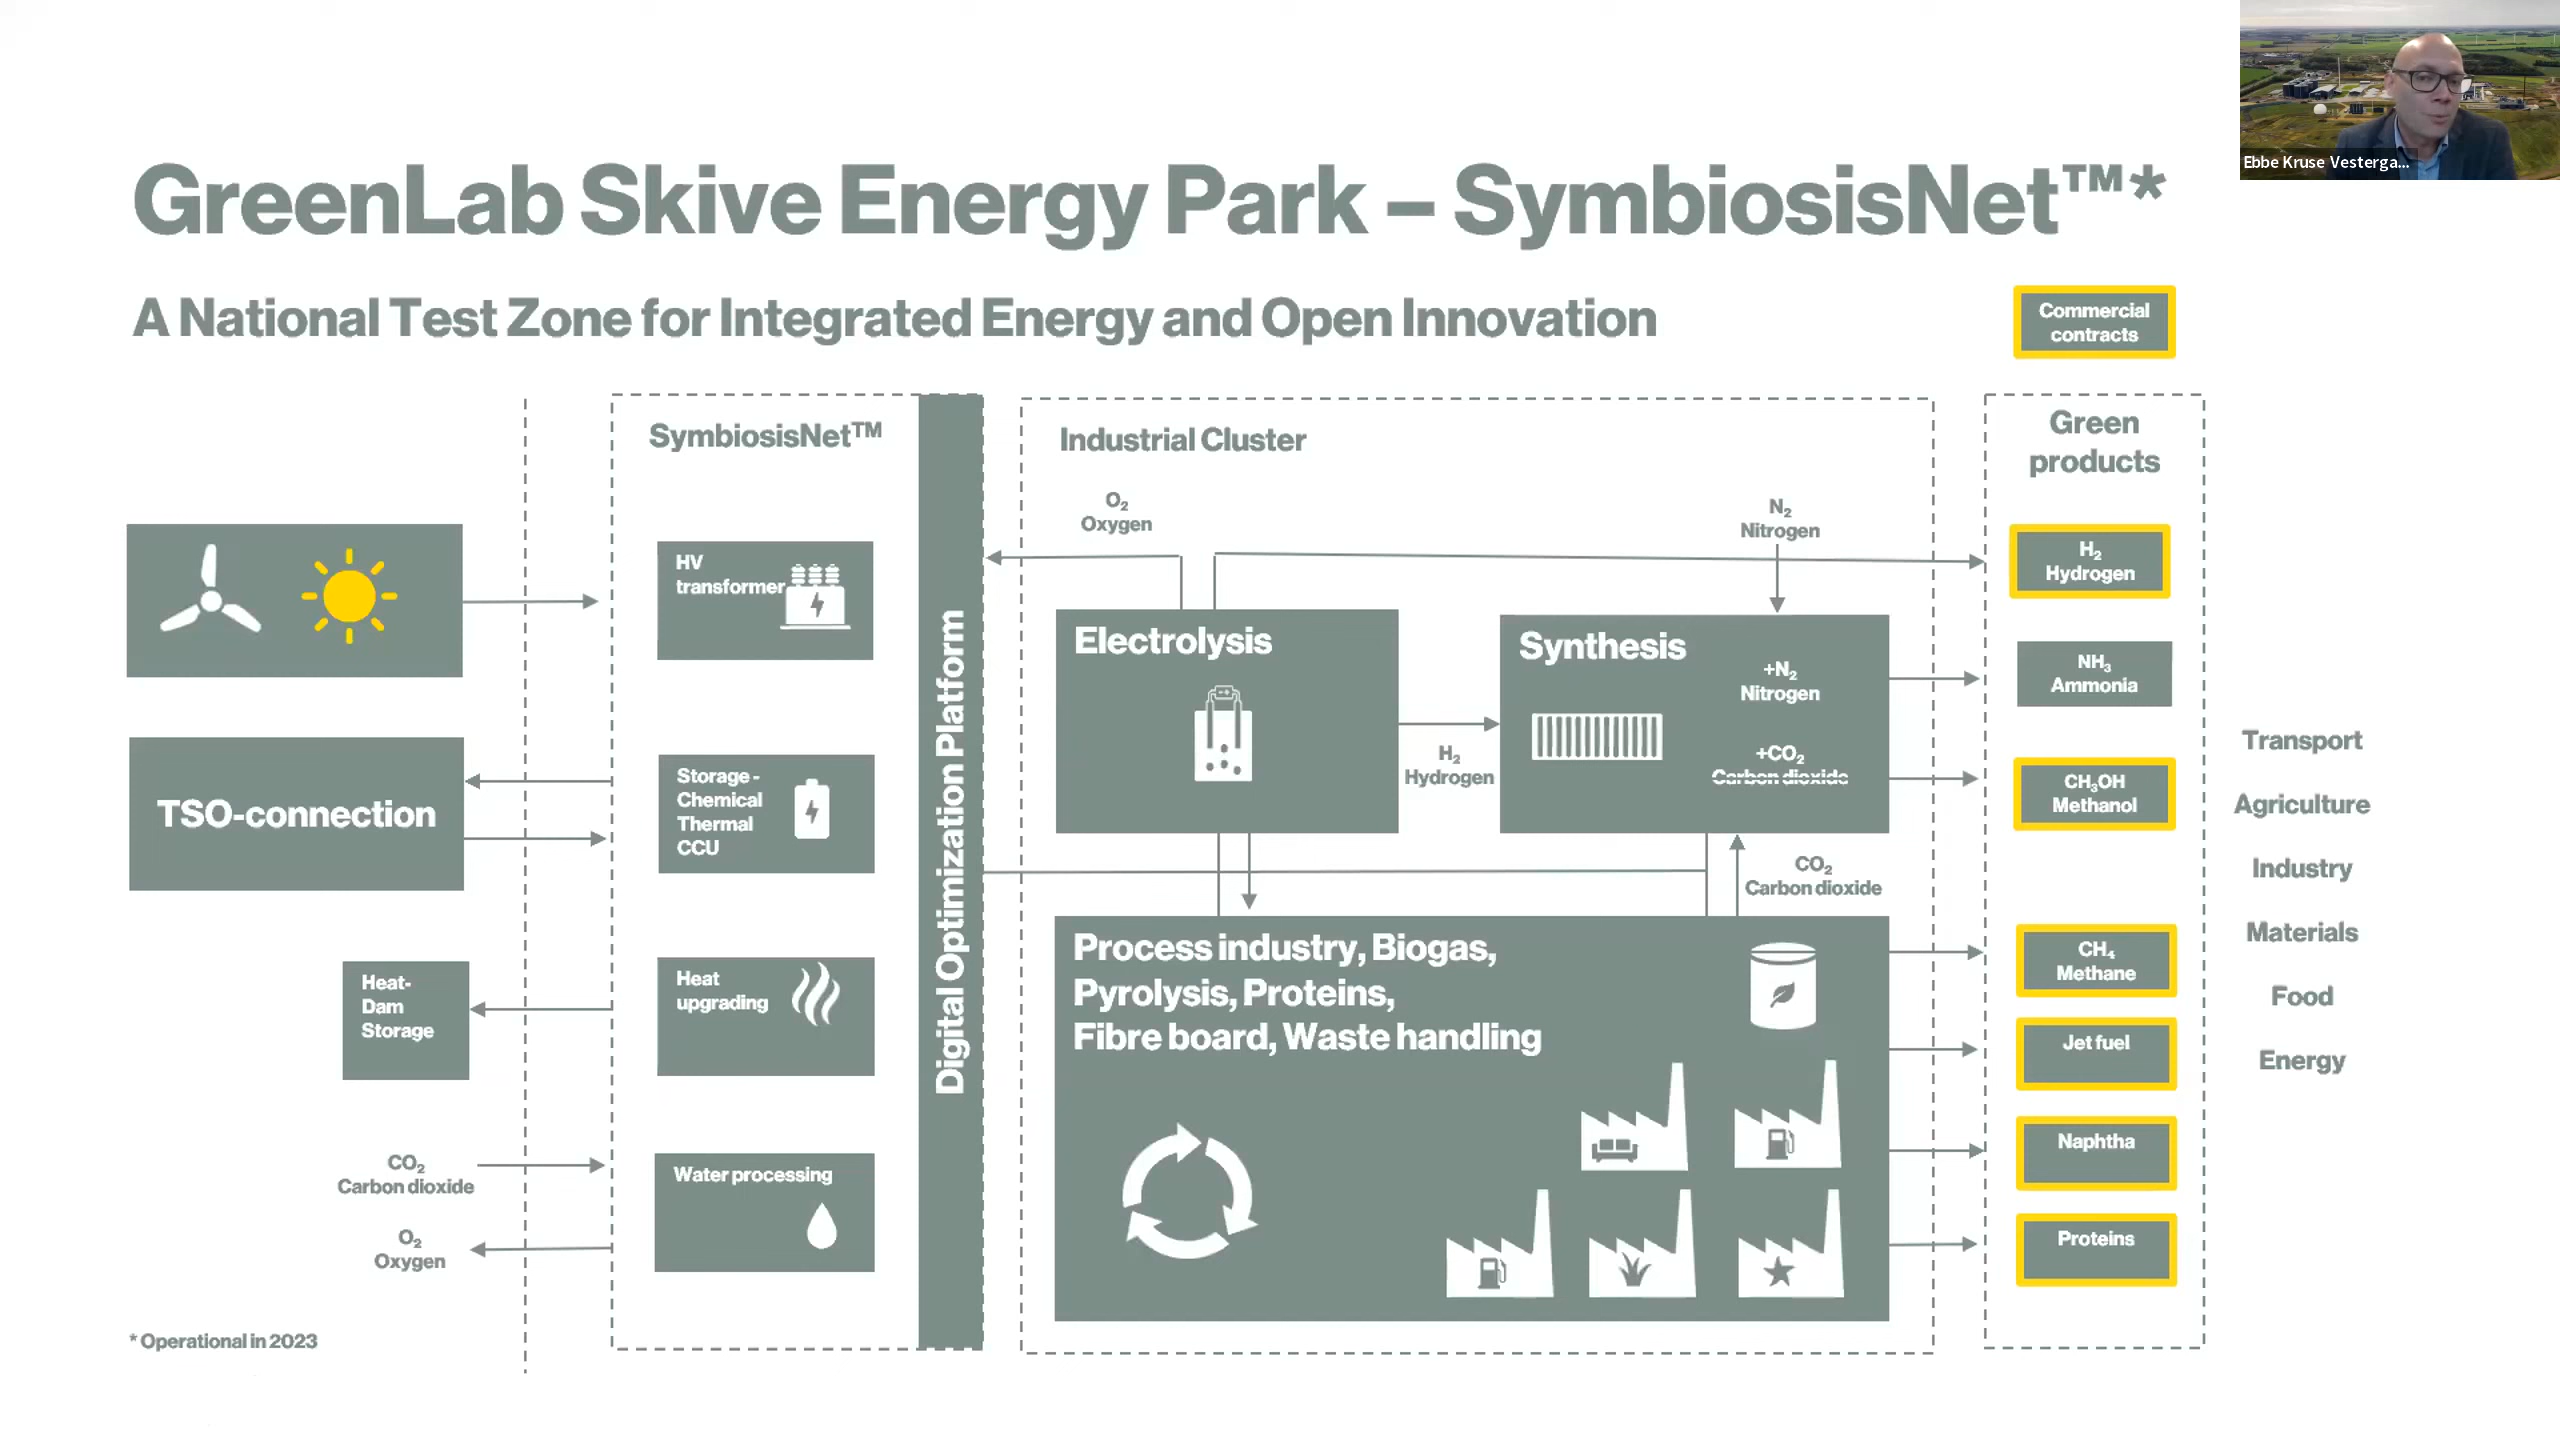 Ebbe Kruse Vesterga...
GreenLab Skive Energy Park – SymbiosisNet™*
A National Test Zone for Integrated Energy and Open Innovation
Commercial
contracts
SymbiosisNet™
Industrial Cluster
Green
products
O₂
Oxygen
N₂
Nitrogen
HV
transformer
H₂
Hydrogen
Electrolysis
Synthesis
+N₂
Nitrogen
+CO₂
Carbon dioxide
NH₃
Ammonia
H₂
Hydrogen
CH₃OH
Methanol
TSO-connection
Storage -
Chemical
Thermal
CCU
Digital Optimization Platform
CO₂
Carbon dioxide
Process industry, Biogas,
Pyrolysis, Proteins,
Fibre board, Waste handling
CH₄
Methane
Jet fuel
Naphtha
Proteins
Transport
Agriculture
Industry
Materials
Food
Energy
Heat-
Dam
Storage
Heat
upgrading
CO₂
Carbon dioxide
O₂
Oxygen
Water processing
* Operational in 2023